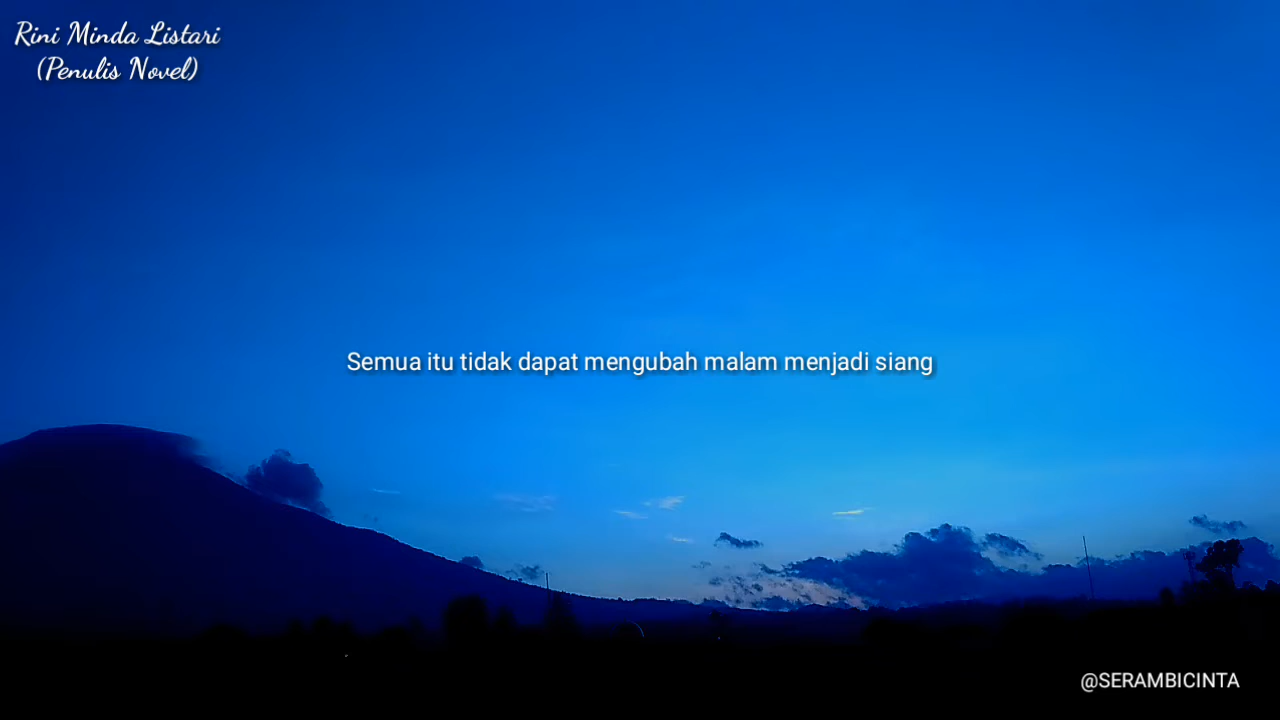 Rini Minda Listari
(Penulis Novel)
Semua itu tidak dapat mengubah malam menjadi siang
@SERAMBICINTA